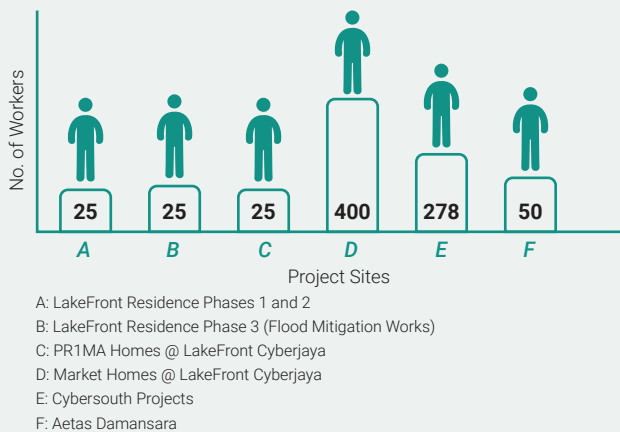 No. of Workers
25 25 25 400 278 50
A B C D E F
Project Sites
A: LakeFront Residence Phases 1 and 2
B: LakeFront Residence Phase 3 (Flood Mitigation Works)
C: PR1MA Homes @ LakeFront Cyberjaya
D: Market Homes @ LakeFront Cyberjaya
E: Cybersouth Projects
F: Aetas Damansara